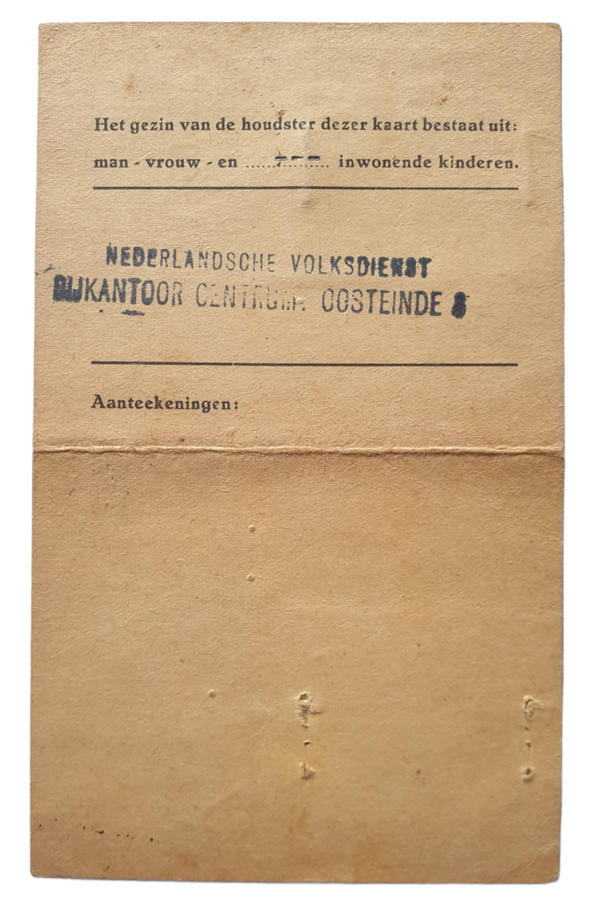 Het gezin van de houdster dezer kaart bestaat uit:
man - vrouw - en ...... --- ...... inwonende kinderen.
NEDERLANDSCHE VOLKSDIENST
BIJKANTOOR CENTRUM. OOSTEINDE
Aanteekeningen: